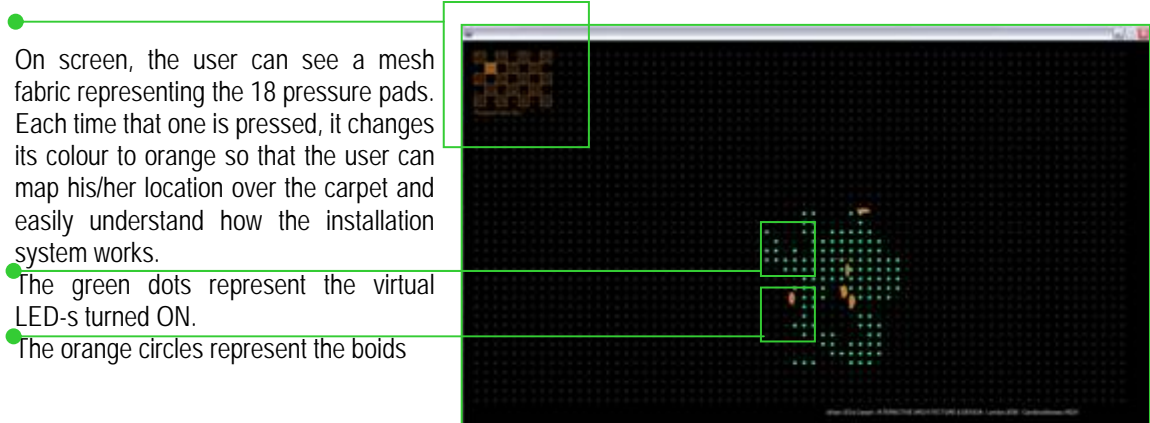 On screen, the user can see a mesh
fabric representing the 18 pressure pads.
Each time that one is pressed, it changes
its colour to orange so that the user can
map his/her location over the carpet and
easily understand how the installation
system works.
The green dots represent the virtual
LED-s turned ON.
The orange circles represent the boids